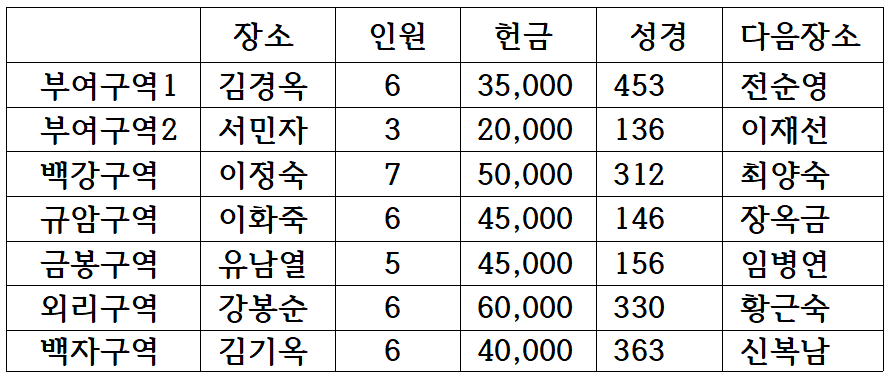 장소 인원 헌금 성경 다음장소
부여구역1 김경옥 6 35,000 453 전순영
부여구역2 서민자 3 20,000 136 이재선
백강구역 이정숙 7 50,000 312 최양숙
규암구역 이화죽 6 45,000 146 장옥금
금봉구역 유남열 5 45,000 156 임병연
외리구역 강봉순 6 60,000 330 황근숙
백자구역 김기옥 6 40,000 363 신복남